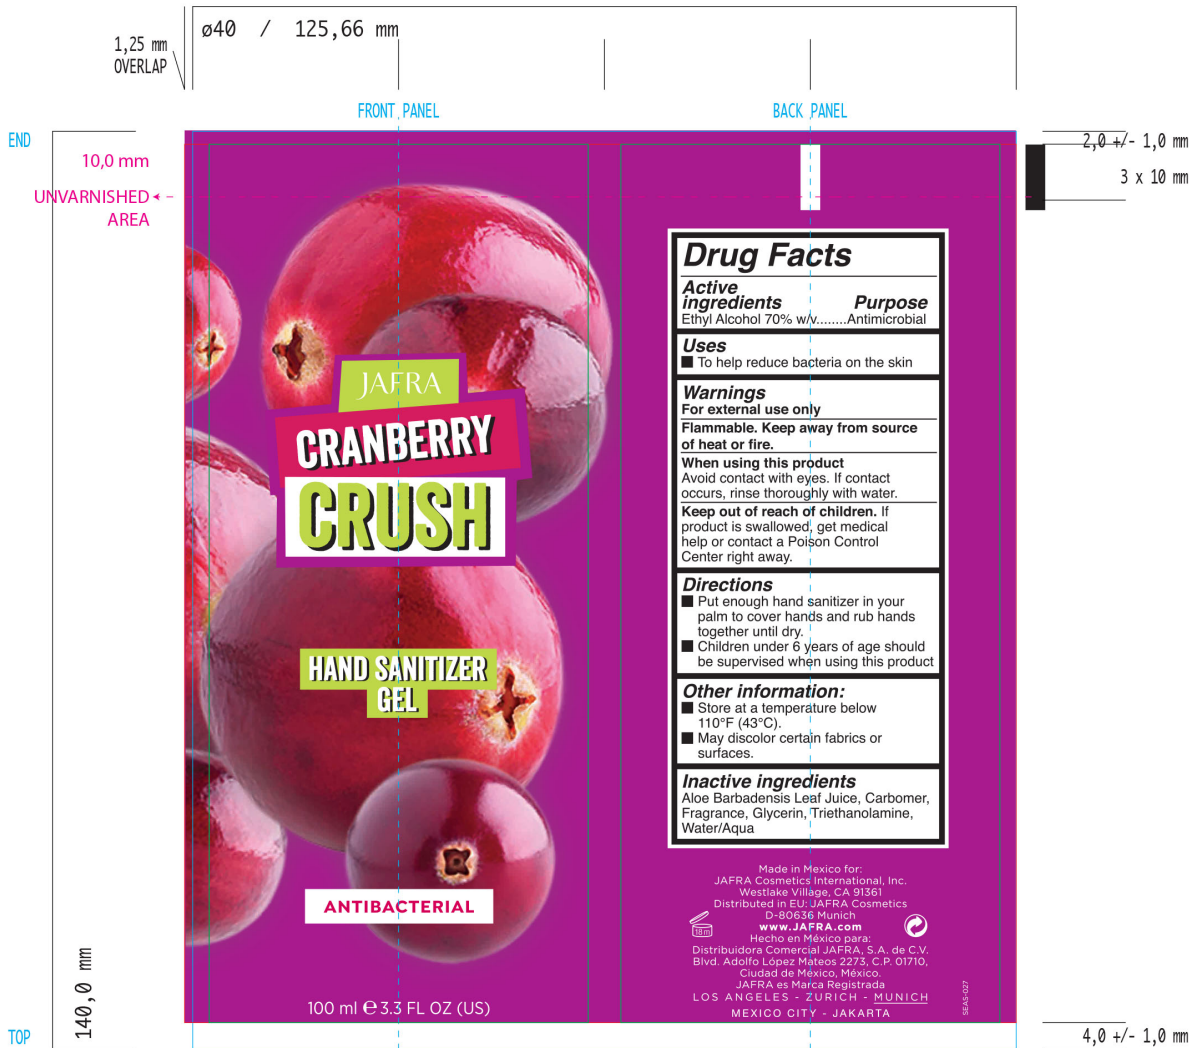 ø40 / 125,66 mm
1,25 mm
OVERLAP
FRONT PANEL
BACK PANEL
END
10,0 mm
UNVARNISHED
AREA
2,0 +/- 1,0 mm
3 x 10 mm
JAFRA
CRANBERRY
CRUSH
HAND SANITIZER
GEL
ANTIBACTERIAL
100 ml ℮ 3.3 FL OZ (US)
140,0 mm
TOP
Drug Facts
Active
ingredients Purpose
Ethyl Alcohol 70% w/v........Antimicrobial
Uses
■ To help reduce bacteria on the skin
Warnings
For external use only
Flammable. Keep away from source
of heat or fire.
When using this product
Avoid contact with eyes. If contact
occurs, rinse thoroughly with water.
Keep out of reach of children. If
product is swallowed, get medical
help or contact a Poison Control
Center right away.
Directions
■ Put enough hand sanitizer in your
palm to cover hands and rub hands
together until dry.
■ Children under 6 years of age should
be supervised when using this product
Other information:
■ Store at a temperature below
110°F (43°C).
■ May discolor certain fabrics or
surfaces.
Inactive ingredients
Aloe Barbadensis Leaf Juice, Carbomer,
Fragrance, Glycerin, Triethanolamine,
Water/Aqua
Made in Mexico for:
JAFRA Cosmetics International, Inc.
Westlake Village, CA 91361
Distributed in EU: JAFRA Cosmetics
D-80636 Munich
18 m
www.JAFRA.com
Hecho en México para:
Distribuidora Comercial JAFRA, S.A. de C.V.
Blvd. Adolfo López Mateos 2273, C.P. 01710,
Ciudad de México, México.
JAFRA es Marca Registrada
LOS ANGELES - ZURICH - MUNICH
MEXICO CITY - JAKARTA
SEAS-027
4,0 +/- 1,0 mm